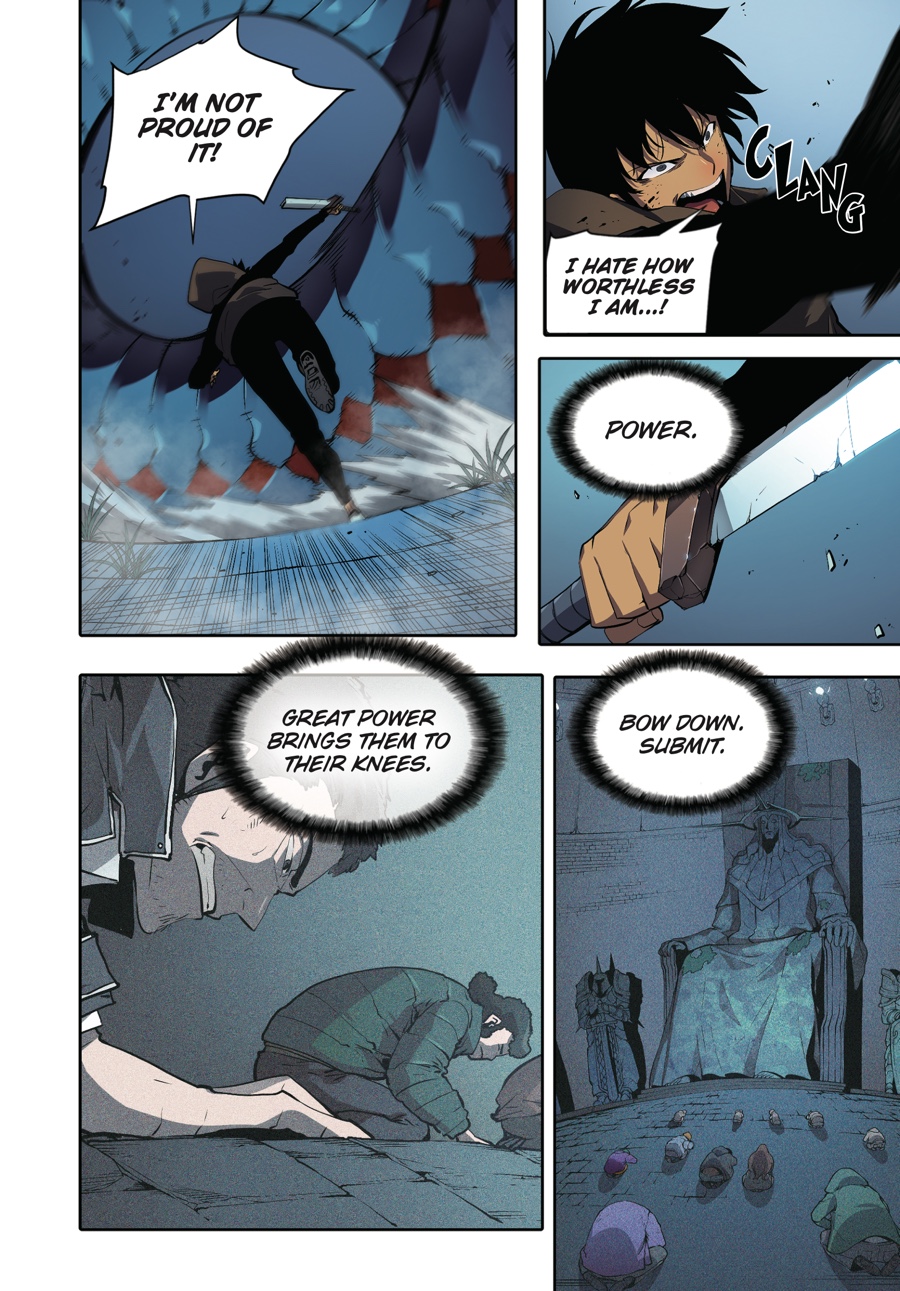 I'M NOT
PROUD OF
IT!
CLANG
I HATE HOW
WORTHLESS
I AM...!
POWER.
GREAT POWER
BRINGS THEM TO
THEIR KNEES.
BOW DOWN.
SUBMIT.